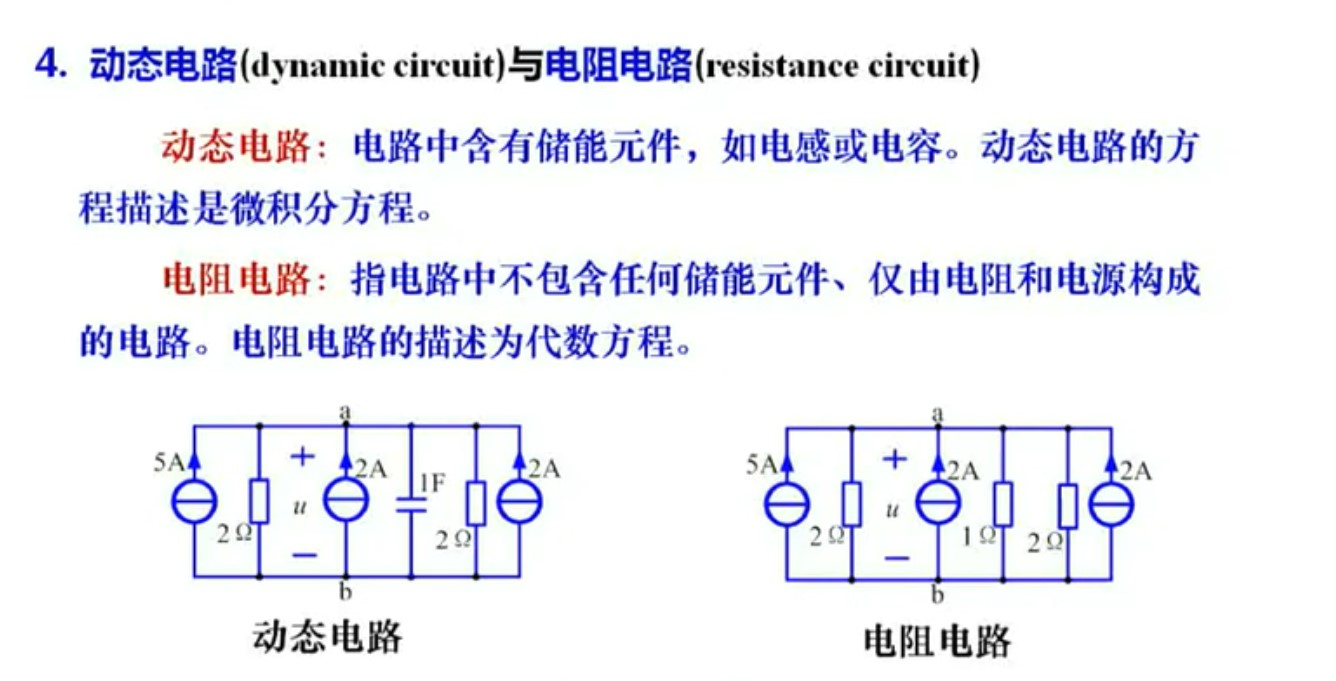 4. 动态电路(dynamic circuit)与电阻电路(resistance circuit)
动态电路：电路中含有储能元件，如电感或电容。动态电路的方
程描述是微积分方程。
电阻电路：指电路中不包含任何储能元件、仅由电阻和电源构成
的电路。电阻电路的描述为代数方程。
a
5A
+
2A
1F
2A
u
2Ω
2Ω
−
b
动态电路
a
5A
+
2A
2A
u
2Ω
1Ω
2Ω
−
b
电阻电路